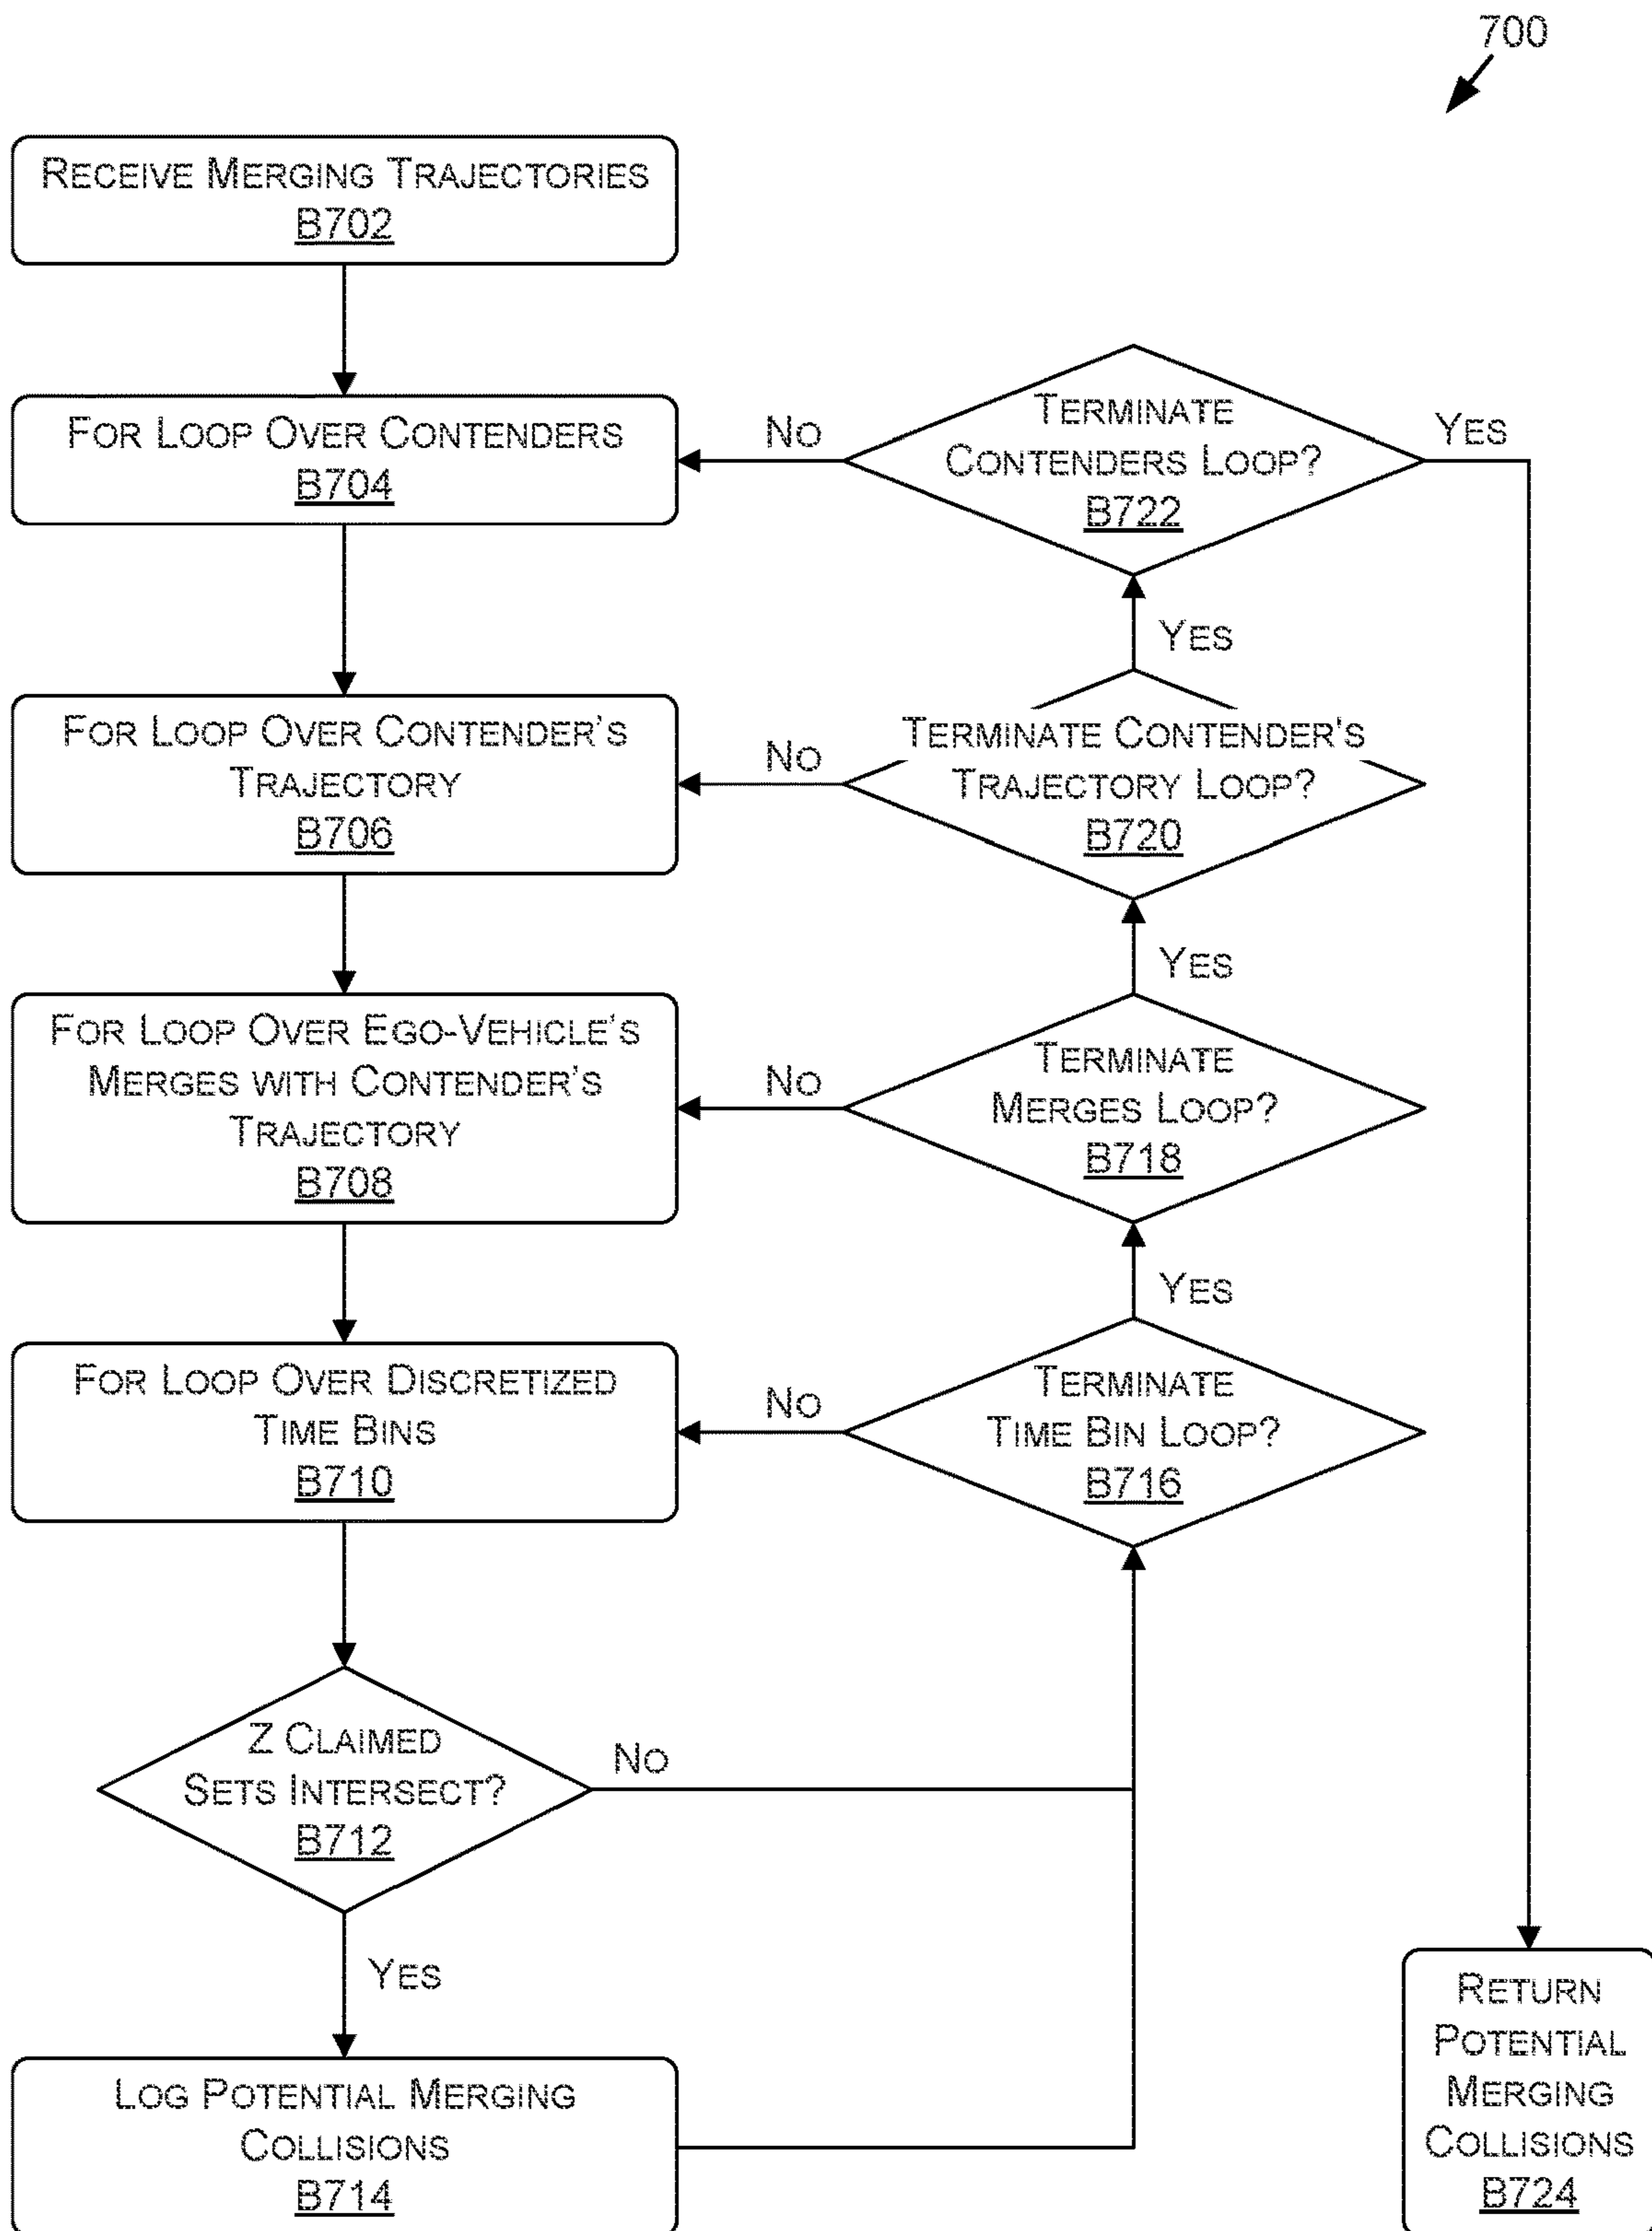 700
RECEIVE MERGING TRAJECTORIES
B702
FOR LOOP OVER CONTENDERS
B704
NO
TERMINATE
CONTENDERS LOOP?
B722
YES
YES
FOR LOOP OVER CONTENDER'S
TRAJECTORY
B706
NO
TERMINATE CONTENDER'S
TRAJECTORY LOOP?
B720
YES
FOR LOOP OVER EGO-VEHICLE'S
MERGES WITH CONTENDER'S
TRAJECTORY
B708
NO
TERMINATE
MERGES LOOP?
B718
YES
FOR LOOP OVER DISCRETIZED
TIME BINS
B710
NO
TERMINATE
TIME BIN LOOP?
B716
Z CLAIMED
SETS INTERSECT?
B712
NO
YES
LOG POTENTIAL MERGING
COLLISIONS
B714
RETURN
POTENTIAL
MERGING
COLLISIONS
B724